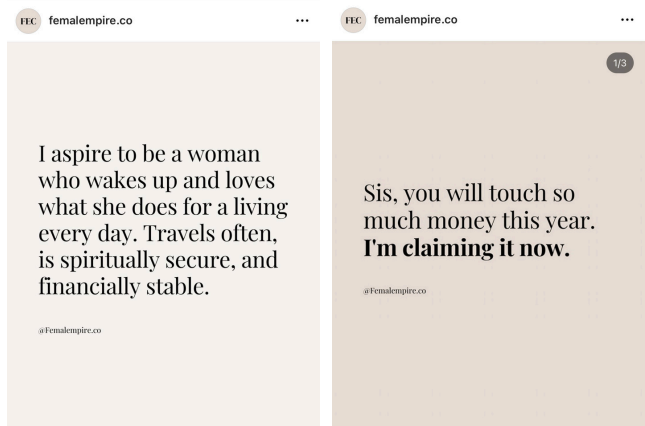 FEC femalempire.co
I aspire to be a woman
who wakes up and loves
what she does for a living
every day. Travels often,
is spiritually secure, and
financially stable.
@Femalempire.co
FEC femalempire.co
1/3
Sis, you will touch so
much money this year.
I'm claiming it now.
@Femalempire.co